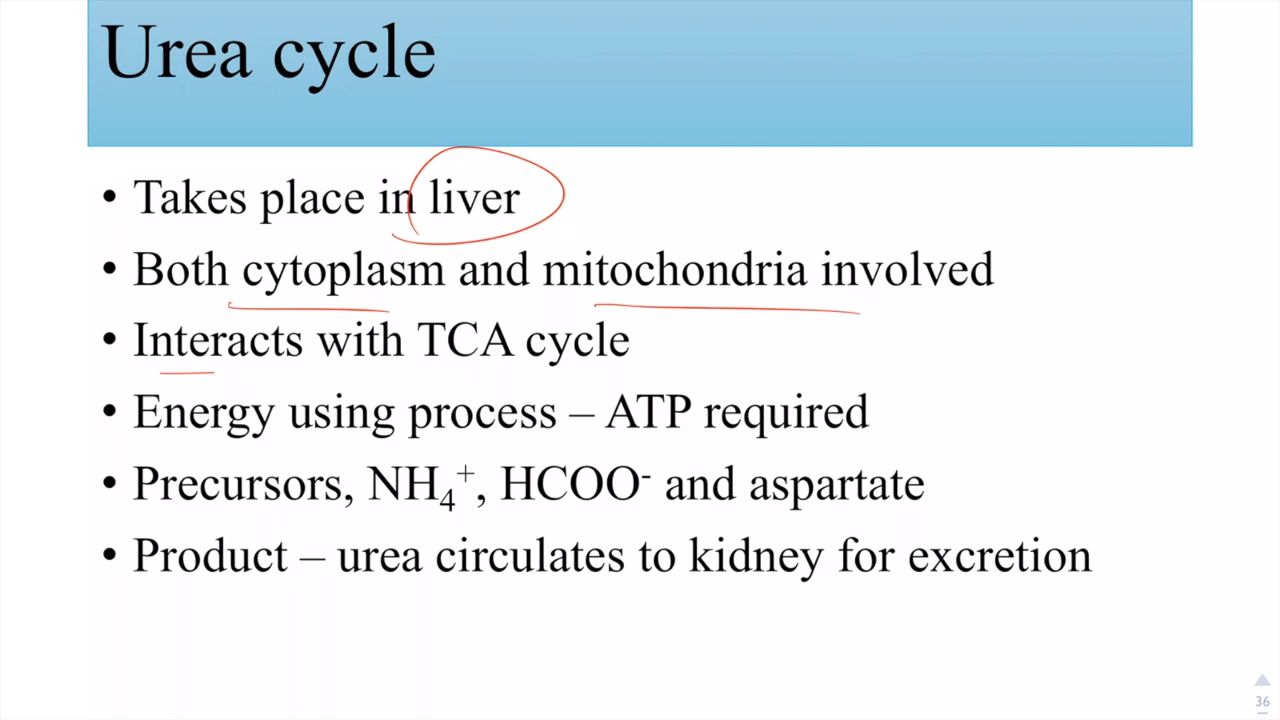 Urea cycle
• Takes place in liver
• Both cytoplasm and mitochondria involved
• Interacts with TCA cycle
• Energy using process – ATP required
• Precursors, NH₄⁺, HCOO⁻ and aspartate
• Product – urea circulates to kidney for excretion
36